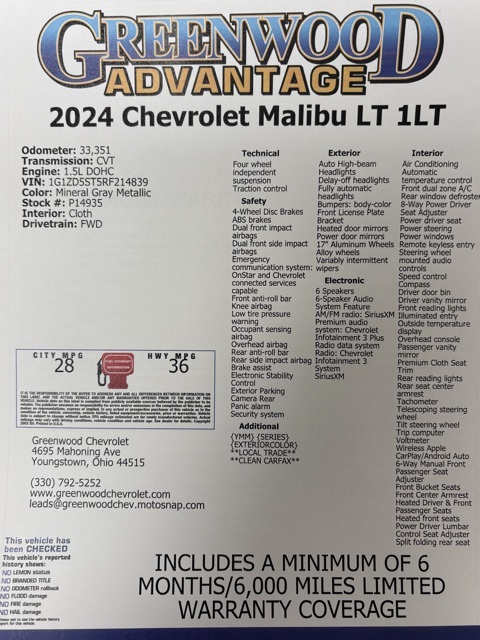 GREENWOOD
ADVANTAGE
2024 Chevrolet Malibu LT 1LT
Odometer: 33,351
Transmission: CVT
Engine: 1.5L DOHC
VIN: 1G1ZD5ST5RF214839
Color: Mineral Gray Metallic
Stock #: P14935
Interior: Cloth
Drivetrain: FWD
CITY MPG
28
FUEL ECONOMY
INFORMATION
HWY MPG
36
Greenwood Chevrolet
4695 Mahoning Ave
Youngstown, Ohio 44515
(330) 792-5252
www.greenwoodchevrolet.com
leads@greenwoodchev.motosnap.com
This vehicle has
been CHECKED
This vehicle's reported
history shows:
NO LEMON status
NO BRANDED TITLE
NO ODOMETER rollback
NO FLOOD damage
NO FIRE damage
NO HAIL damage
Technical
Four wheel
independent
suspension
Traction control
Safety
4-Wheel Disc Brakes
ABS brakes
Dual front impact
airbags
Dual front side impact
airbags
Emergency
communication system:
OnStar and Chevrolet
connected services
capable
Front anti-roll bar
Knee airbag
Low tire pressure
warning
Occupant sensing
airbag
Overhead airbag
Rear anti-roll bar
Rear side impact airbag
Brake assist
Electronic Stability
Control
Exterior Parking
Camera Rear
Panic alarm
Security system
Additional
{YMM} {SERIES}
{EXTERIORCOLOR}
**LOCAL TRADE**
**CLEAN CARFAX**
Exterior
Auto High-beam
Headlights
Delay-off headlights
Fully automatic
headlights
Bumpers: body-color
Front License Plate
Bracket
Heated door mirrors
Power door mirrors
17" Aluminum Wheels
Alloy wheels
Variably intermittent
wipers
Electronic
6 Speakers
6-Speaker Audio
System Feature
AM/FM radio: SiriusXM
Premium audio
system: Chevrolet
Infotainment 3 Plus
Radio data system
Radio: Chevrolet
Infotainment 3
System
SiriusXM
Interior
Air Conditioning
Automatic
temperature control
Front dual zone A/C
Rear window defroster
8-Way Power Driver
Seat Adjuster
Power driver seat
Power steering
Power windows
Remote keyless entry
Steering wheel
mounted audio
controls
Speed control
Compass
Driver door bin
Driver vanity mirror
Front reading lights
Illuminated entry
Outside temperature
display
Overhead console
Passenger vanity
mirror
Premium Cloth Seat
Trim
Rear reading lights
Rear seat center
armrest
Tachometer
Telescoping steering
wheel
Tilt steering wheel
Trip computer
Voltmeter
Wireless Apple
CarPlay/Android Auto
6-Way Manual Front
Passenger Seat
Adjuster
Front Bucket Seats
Front Center Armrest
Heated Driver & Front
Passenger Seats
Heated front seats
Power Driver Lumbar
Control Seat Adjuster
Split folding rear seat
INCLUDES A MINIMUM OF 6
MONTHS/6,000 MILES LIMITED
WARRANTY COVERAGE